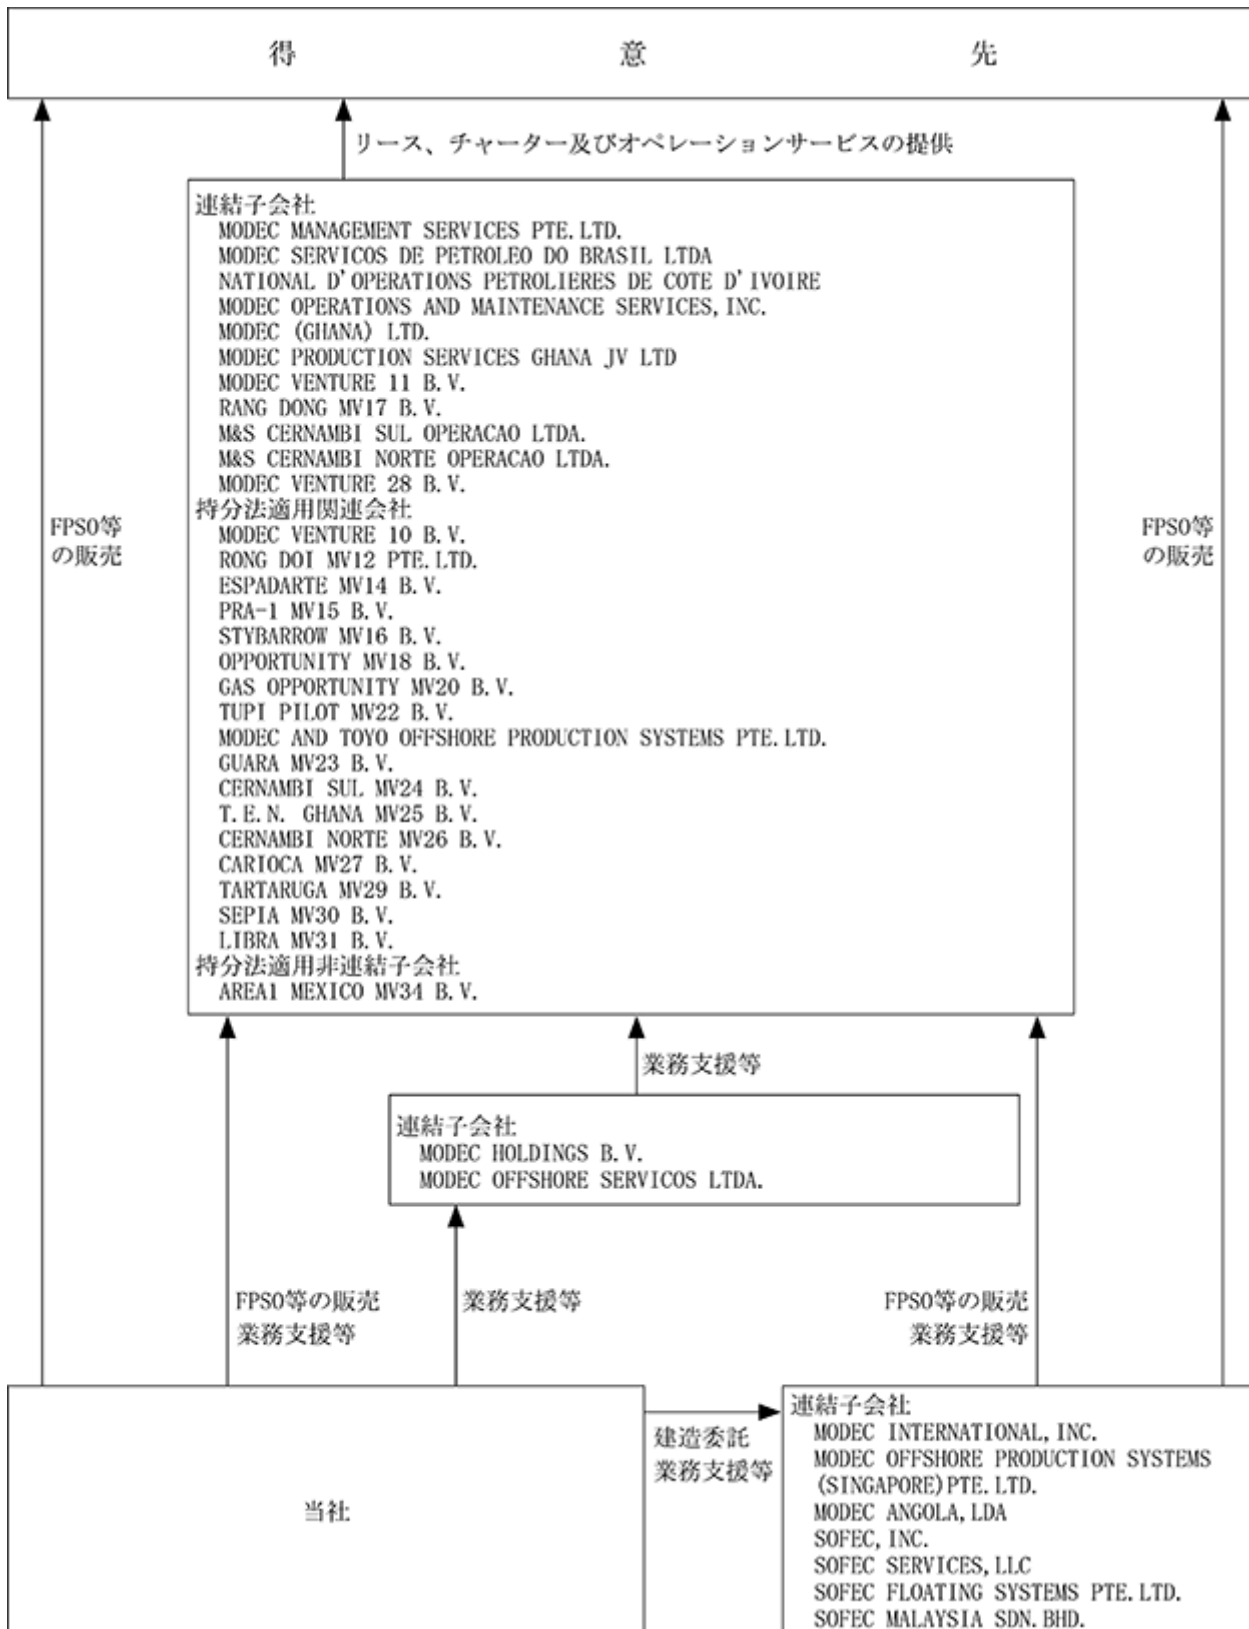 得意先
リース、チャーター及びオペレーションサービスの提供
連結子会社
MODEC MANAGEMENT SERVICES PTE.LTD.
MODEC SERVICOS DE PETROLEO DO BRASIL LTDA
NATIONAL D'OPERATIONS PETROLIERES DE COTE D'IVOIRE
MODEC OPERATIONS AND MAINTENANCE SERVICES,INC.
MODEC (GHANA) LTD.
MODEC PRODUCTION SERVICES GHANA JV LTD
MODEC VENTURE 11 B.V.
RANG DONG MV17 B.V.
M&S CERNAMBI SUL OPERACAO LTDA.
M&S CERNAMBI NORTE OPERACAO LTDA.
MODEC VENTURE 28 B.V.
持分法適用関連会社
MODEC VENTURE 10 B.V.
RONG DOI MV12 PTE.LTD.
ESPADARTE MV14 B.V.
PRA-1 MV15 B.V.
STYBARROW MV16 B.V.
OPPORTUNITY MV18 B.V.
GAS OPPORTUNITY MV20 B.V.
TUPI PILOT MV22 B.V.
MODEC AND TOYO OFFSHORE PRODUCTION SYSTEMS PTE.LTD.
GUARA MV23 B.V.
CERNAMBI SUL MV24 B.V.
T.E.N. GHANA MV25 B.V.
CERNAMBI NORTE MV26 B.V.
CARIOCA MV27 B.V.
TARTARUGA MV29 B.V.
SEPIA MV30 B.V.
LIBRA MV31 B.V.
持分法適用非連結子会社
AREA1 MEXICO MV34 B.V.
FPSO等
の販売
FPSO等
の販売
業務支援等
連結子会社
MODEC HOLDINGS B.V.
MODEC OFFSHORE SERVICOS LTDA.
FPSO等の販売
業務支援等
業務支援等
FPSO等の販売
業務支援等
当社
建造委託
業務支援等
連結子会社
MODEC INTERNATIONAL,INC.
MODEC OFFSHORE PRODUCTION SYSTEMS
(SINGAPORE)PTE.LTD.
MODEC ANGOLA,LDA
SOFEC,INC.
SOFEC SERVICES,LLC
SOFEC FLOATING SYSTEMS PTE.LTD.
SOFEC MALAYSIA SDN.BHD.